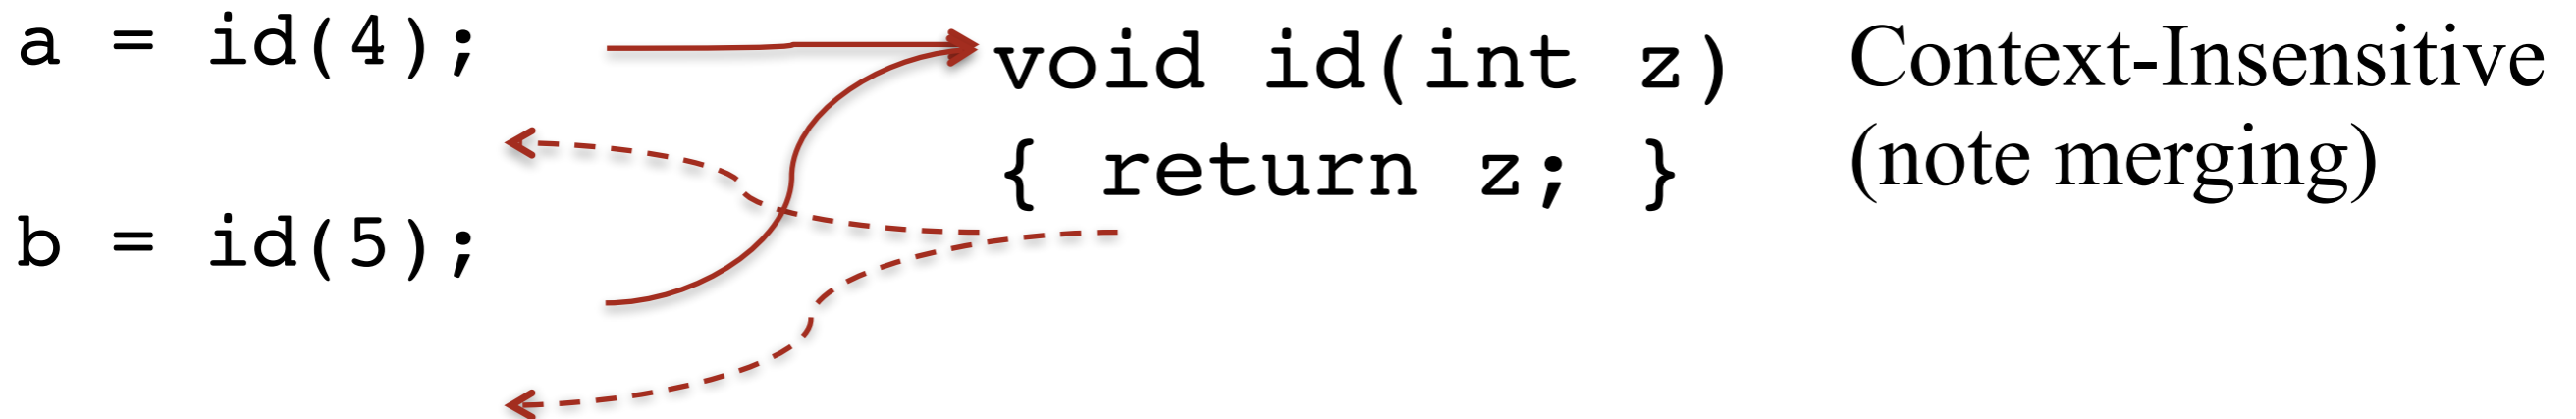 a = id(4);
void id(int z)
{ return z; }
b = id(5);
Context-Insensitive
(note merging)